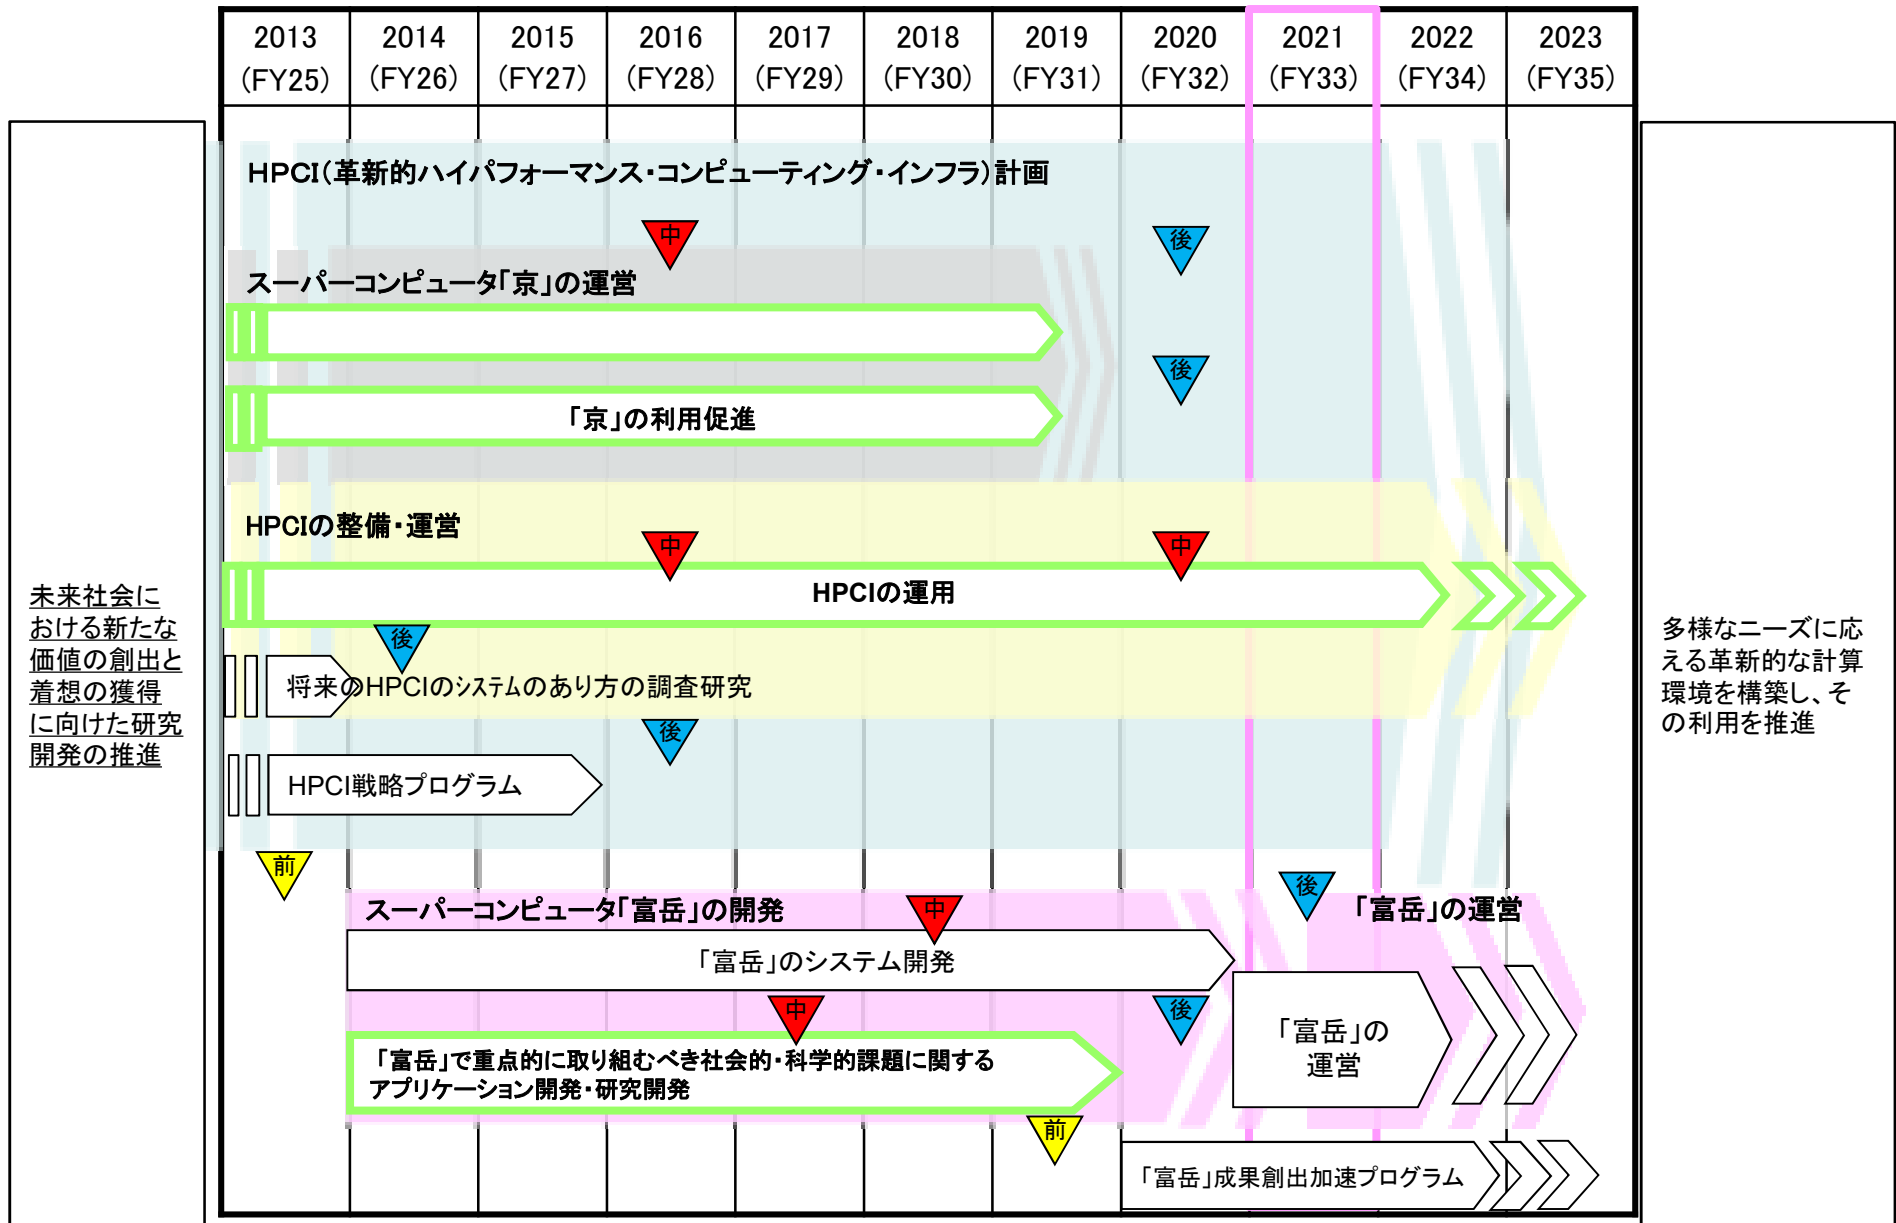 2013 2014 2015 2016 2017 2018 2019 2020 2021 2022 2023
(FY25) (FY26) (FY27) (FY28) (FY29) (FY30) (FY31) (FY32) (FY33) (FY34) (FY35)
未来社会に
おける新たな
価値の創出と
着想の獲得
に向けた研究
開発の推進
HPCI(革新的ハイパフォーマンス・コンピューティング・インフラ)計画
中
後
スーパーコンピュータ「京」の運営
後
「京」の利用促進
HPCIの整備・運営
中
中
HPCIの運用
後
将来のHPCIのシステムのあり方の調査研究
後
HPCI戦略プログラム
前
スーパーコンピュータ「富岳」の開発
中
後
「富岳」の運営
「富岳」のシステム開発
中
後
「富岳」で重点的に取り組むべき社会的・科学的課題に関する
アプリケーション開発・研究開発
「富岳」の
運営
前
「富岳」成果創出加速プログラム
多様なニーズに応
える革新的な計算
環境を構築し、そ
の利用を推進